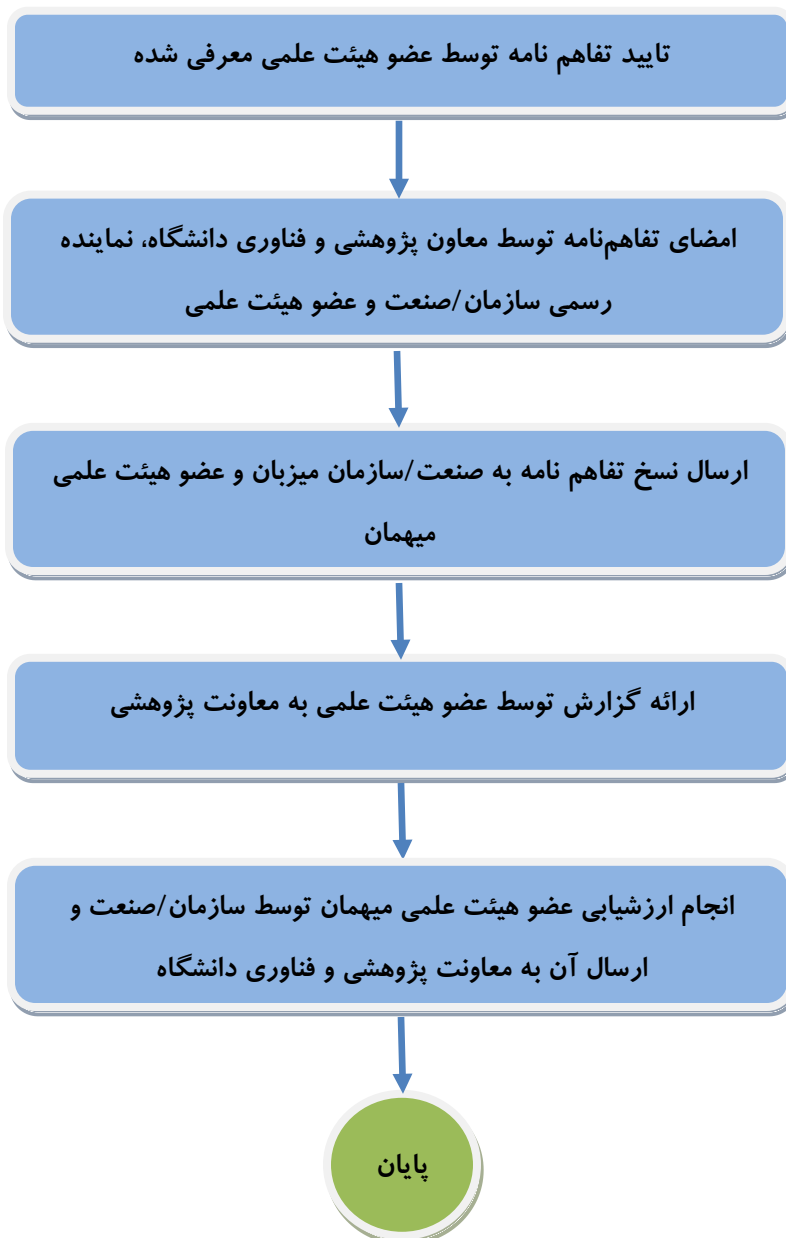 تایید تفاهم نامه توسط عضو هیئت علمی معرفی شده
امضای تفاهم‌نامه توسط معاون پژوهشی و فناوری دانشگاه، نماینده
رسمی سازمان/صنعت و عضو هیئت علمی
ارسال نسخ تفاهم نامه به صنعت/سازمان میزبان و عضو هیئت علمی
میهمان
ارائه گزارش توسط عضو هیئت علمی به معاونت پژوهشی
انجام ارزشیابی عضو هیئت علمی میهمان توسط سازمان/صنعت و
ارسال آن به معاونت پژوهشی و فناوری دانشگاه
پایان